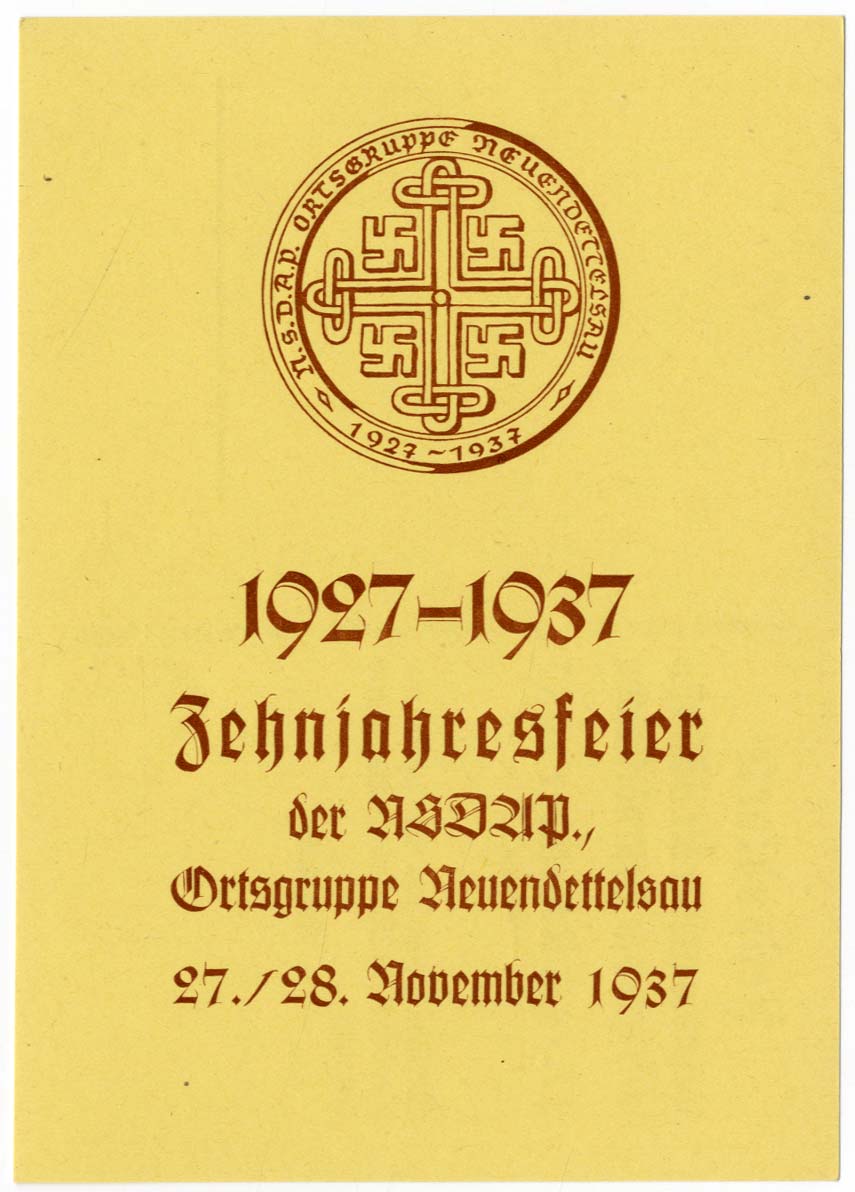 N.S.D.A.P. ORTSGRUPPE NEUENDETTELSAU
1927~1937
1927–1937
Zehnjahresfeier
der NSDAP.,
Ortsgruppe Neuendettelsau
27./28. November 1937